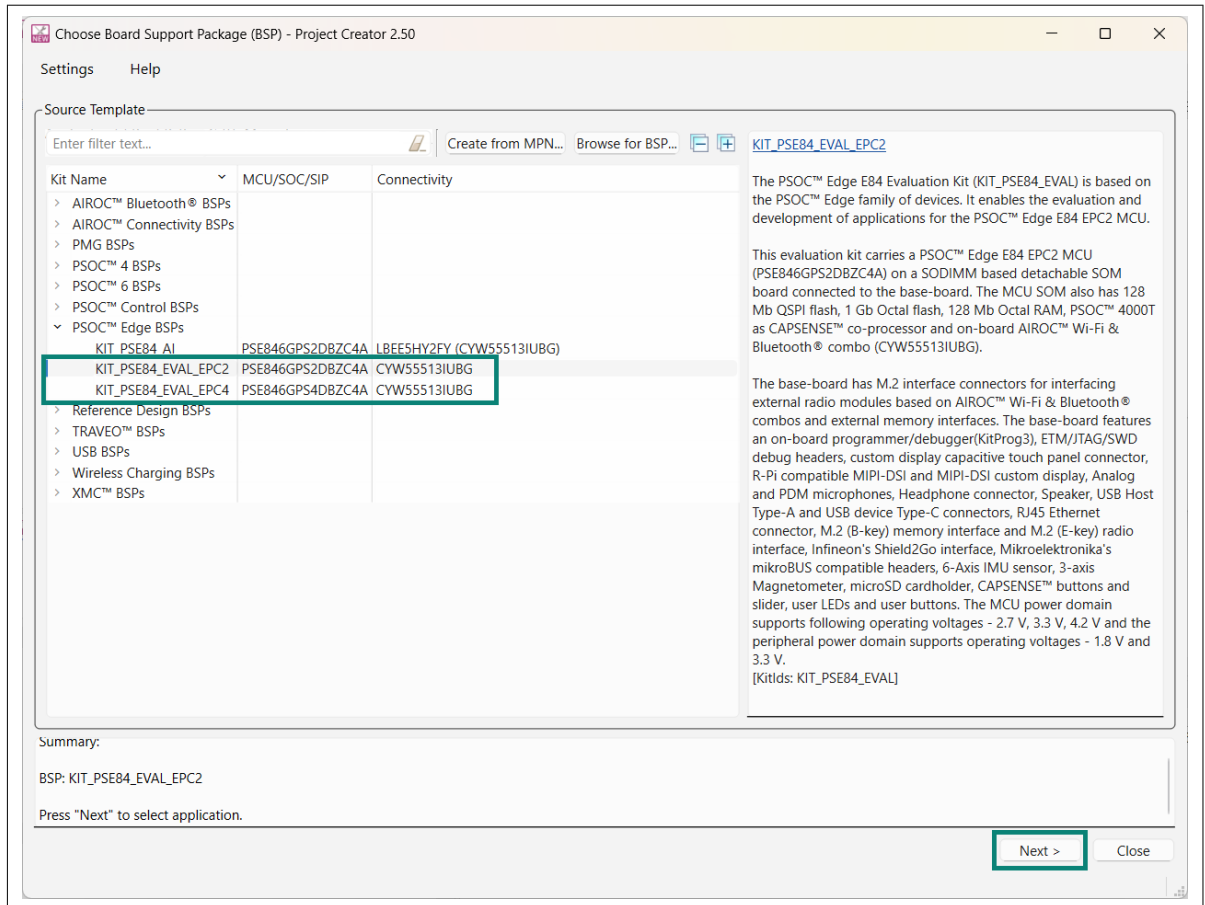 Choose Board Support Package (BSP) - Project Creator 2.50
Settings Help
Source Template
Enter filter text...
Create from MPN... Browse for BSP...
Kit Name MCU/SOC/SIP Connectivity
AIROC™ Bluetooth® BSPs
AIROC™ Connectivity BSPs
PMG BSPs
PSOC™ 4 BSPs
PSOC™ 6 BSPs
PSOC™ Control BSPs
PSOC™ Edge BSPs
KIT_PSE84_AI PSE846GPS2DBZC4A LBEE5HY2FY (CYW55513IUBG)
KIT_PSE84_EVAL_EPC2 PSE846GPS2DBZC4A CYW55513IUBG
KIT_PSE84_EVAL_EPC4 PSE846GPS4DBZC4A CYW55513IUBG
Reference Design BSPs
TRAVEO™ BSPs
USB BSPs
Wireless Charging BSPs
XMC™ BSPs
KIT_PSE84_EVAL_EPC2
The PSOC™ Edge E84 Evaluation Kit (KIT_PSE84_EVAL) is based on
the PSOC™ Edge family of devices. It enables the evaluation and
development of applications for the PSOC™ Edge E84 EPC2 MCU.
This evaluation kit carries a PSOC™ Edge E84 EPC2 MCU
(PSE846GPS2DBZC4A) on a SODIMM based detachable SOM
board connected to the base-board. The MCU SOM also has 128
Mb QSPI flash, 1 Gb Octal flash, 128 Mb Octal RAM, PSOC™ 4000T
as CAPSENSE™ co-processor and on-board AIROC™ Wi-Fi &
Bluetooth® combo (CYW55513IUBG).
The base-board has M.2 interface connectors for interfacing
external radio modules based on AIROC™ Wi-Fi & Bluetooth®
combos and external memory interfaces. The base-board features
an on-board programmer/debugger(KitProg3), ETM/JTAG/SWD
debug headers, custom display capacitive touch panel connector,
R-Pi compatible MIPI-DSI and MIPI-DSI custom display, Analog
and PDM microphones, Headphone connector, Speaker, USB Host
Type-A and USB device Type-C connectors, RJ45 Ethernet
connector, M.2 (B-key) memory interface and M.2 (E-key) radio
interface, Infineon's Shield2Go interface, Mikroelektronika's
mikroBUS compatible headers, 6-Axis IMU sensor, 3-axis
Magnetometer, microSD cardholder, CAPSENSE™ buttons and
slider, user LEDs and user buttons. The MCU power domain
supports following operating voltages - 2.7 V, 3.3 V, 4.2 V and the
peripheral power domain supports operating voltages - 1.8 V and
3.3 V.
[KitIds: KIT_PSE84_EVAL]
Summary:
BSP: KIT_PSE84_EVAL_EPC2
Press "Next" to select application.
Next > Close